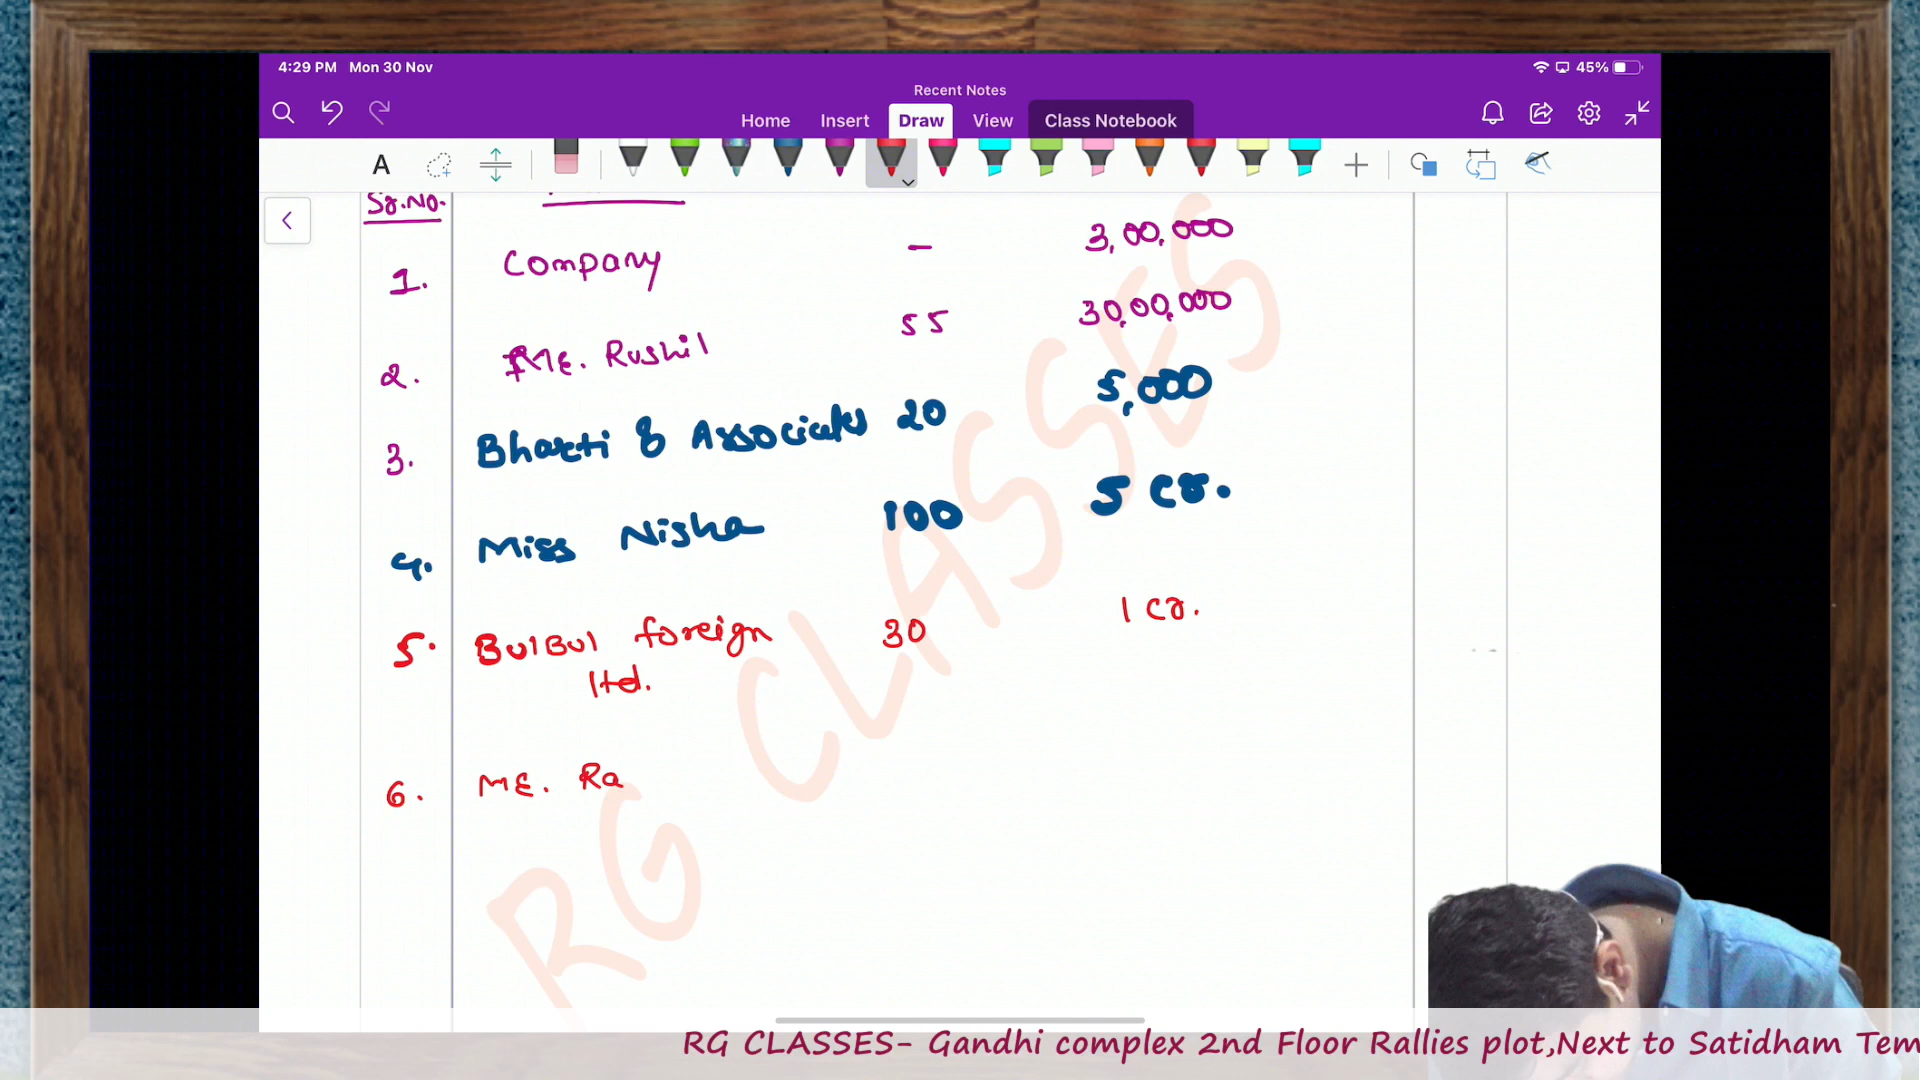 4:29 PM Mon 30 Nov
45%
Recent Notes
Home Insert Draw View Class Notebook
A
Sr.No.
1. Company - 3,00,000
2. Mr. Rushil 55 30,00,000
3. Bharti & Associates 20 5,000
4. Miss Nisha 100 5 cr.
5. BulBul foreign 30 1 cr.
ltd.
6. Mr. Ra
RG CLASSES
RG CLASSES- Gandhi complex 2nd Floor Rallies plot,Next to Satidham Tem